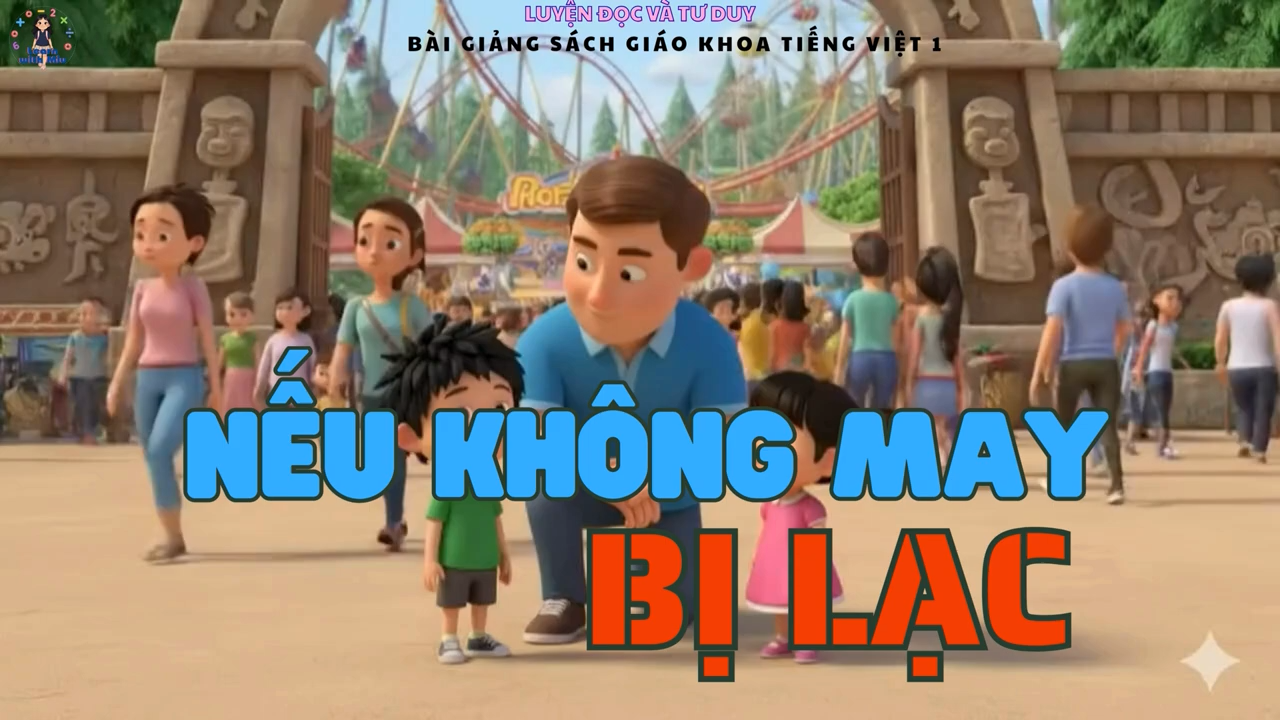 LUYỆN ĐỌC VÀ TƯ DUY
BÀI GIẢNG SÁCH GIÁO KHOA TIẾNG VIỆT 1
NẾU KHÔNG MAY
BỊ LẠC